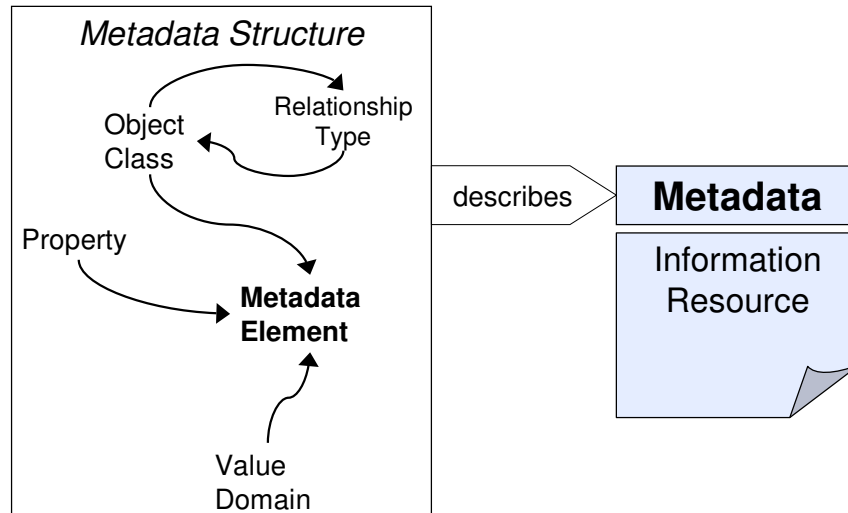 Metadata Structure
Relationship
Type
Object
Class
Property
Metadata
Element
Value
Domain
describes
Metadata
Information
Resource